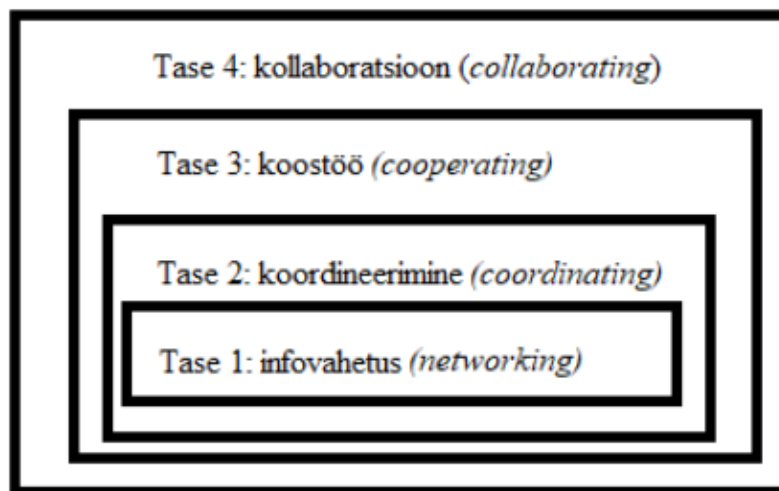 Tase 4: kollaboratsioon (collaborating)
Tase 3: koostöö (cooperating)
Tase 2: koordineerimine (coordinating)
Tase 1: infovahetus (networking)